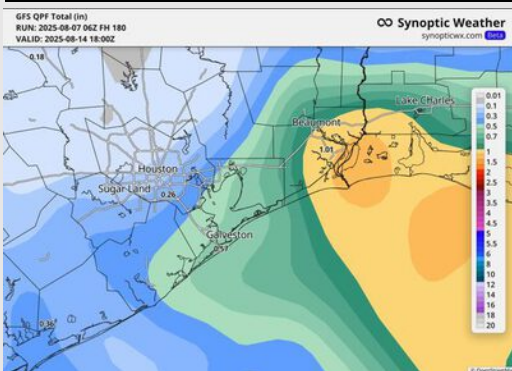 GFS QPF Total (in)
RUN: 2025-08-07 06Z FH 180
VALID: 2025-08-14 18:00Z
Synoptic Weather
synopticwx.com Beta
0.18
Lake Charles
Beaumont
1.01
Houston
Sugar Land
0.26
Galveston
0.57
0.36
0.01
0.1
0.3
0.5
0.7
1
1.5
2
2.5
3
3.5
4
4.5
5
5.5
6
8
10
12
14
16
18
20